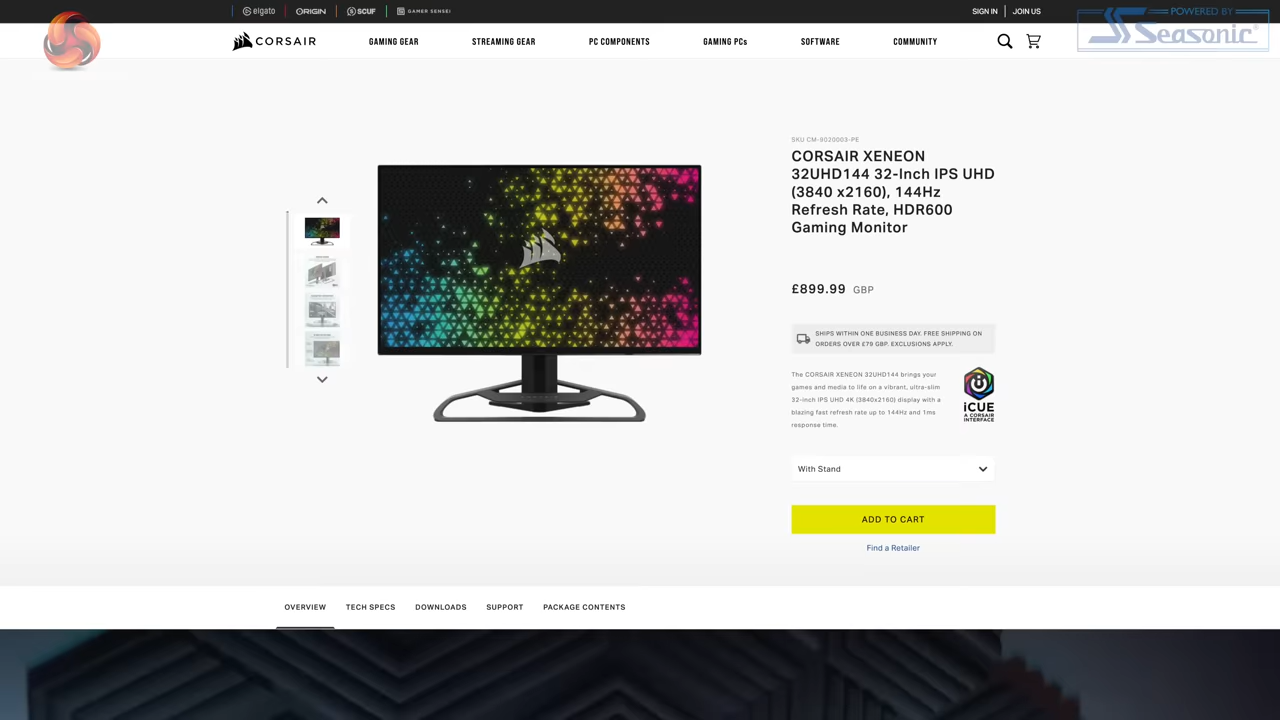 elgato
ORIGIN
SCUF
GAMER SENSEI
SIGN IN
JOIN US
POWERED BY
Seasonic®
CORSAIR
GAMING GEAR
STREAMING GEAR
PC COMPONENTS
GAMING PCs
SOFTWARE
COMMUNITY
SKU CM-9020003-PE
CORSAIR XENEON
32UHD144 32-Inch IPS UHD
(3840 x2160), 144Hz
Refresh Rate, HDR600
Gaming Monitor
£899.99 GBP
SHIPS WITHIN ONE BUSINESS DAY. FREE SHIPPING ON
ORDERS OVER £79 GBP. EXCLUSIONS APPLY.
The CORSAIR XENEON 32UHD144 brings your
games and media to life on a vibrant, ultra-slim
32-inch IPS UHD 4K (3840x2160) display with a
blazing fast refresh rate up to 144Hz and 1ms
response time.
iCUE
A CORSAIR
INTERFACE
With Stand
ADD TO CART
Find a Retailer
OVERVIEW
TECH SPECS
DOWNLOADS
SUPPORT
PACKAGE CONTENTS